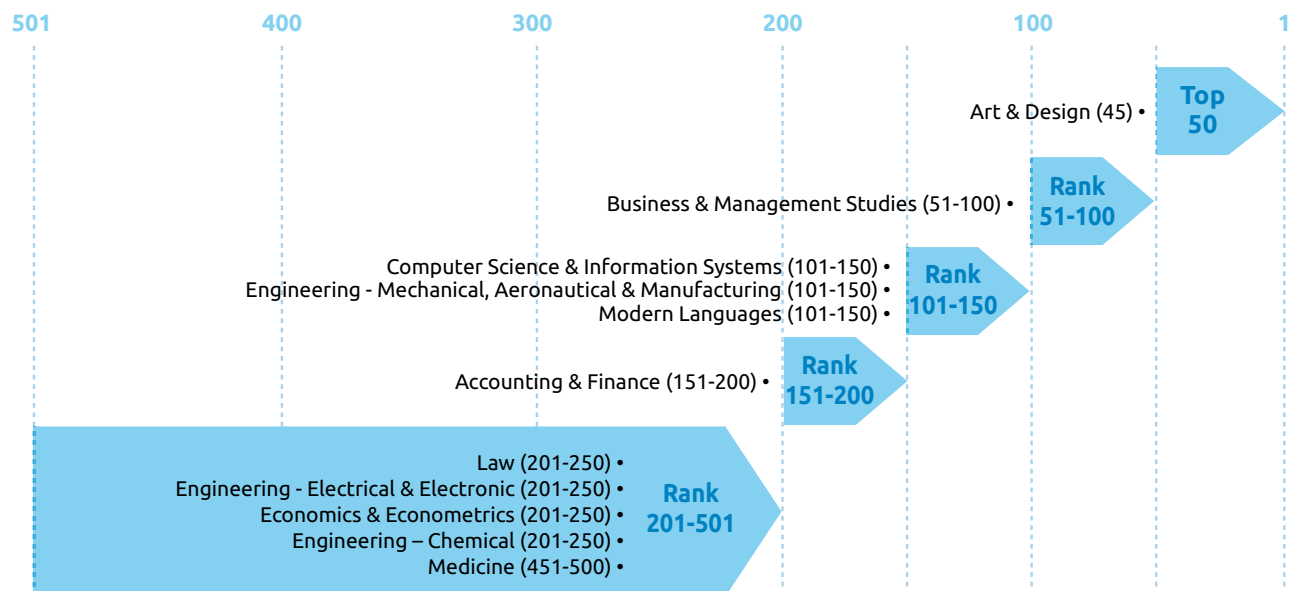 501 400 300 200 100 1
Art & Design (45) •
Top
50
Business & Management Studies (51-100) •
Rank
51-100
Computer Science & Information Systems (101-150) •
Engineering - Mechanical, Aeronautical & Manufacturing (101-150) •
Modern Languages (101-150) •
Rank
101-150
Accounting & Finance (151-200) •
Rank
151-200
Law (201-250) •
Engineering - Electrical & Electronic (201-250) •
Economics & Econometrics (201-250) •
Engineering – Chemical (201-250) •
Medicine (451-500) •
Rank
201-501